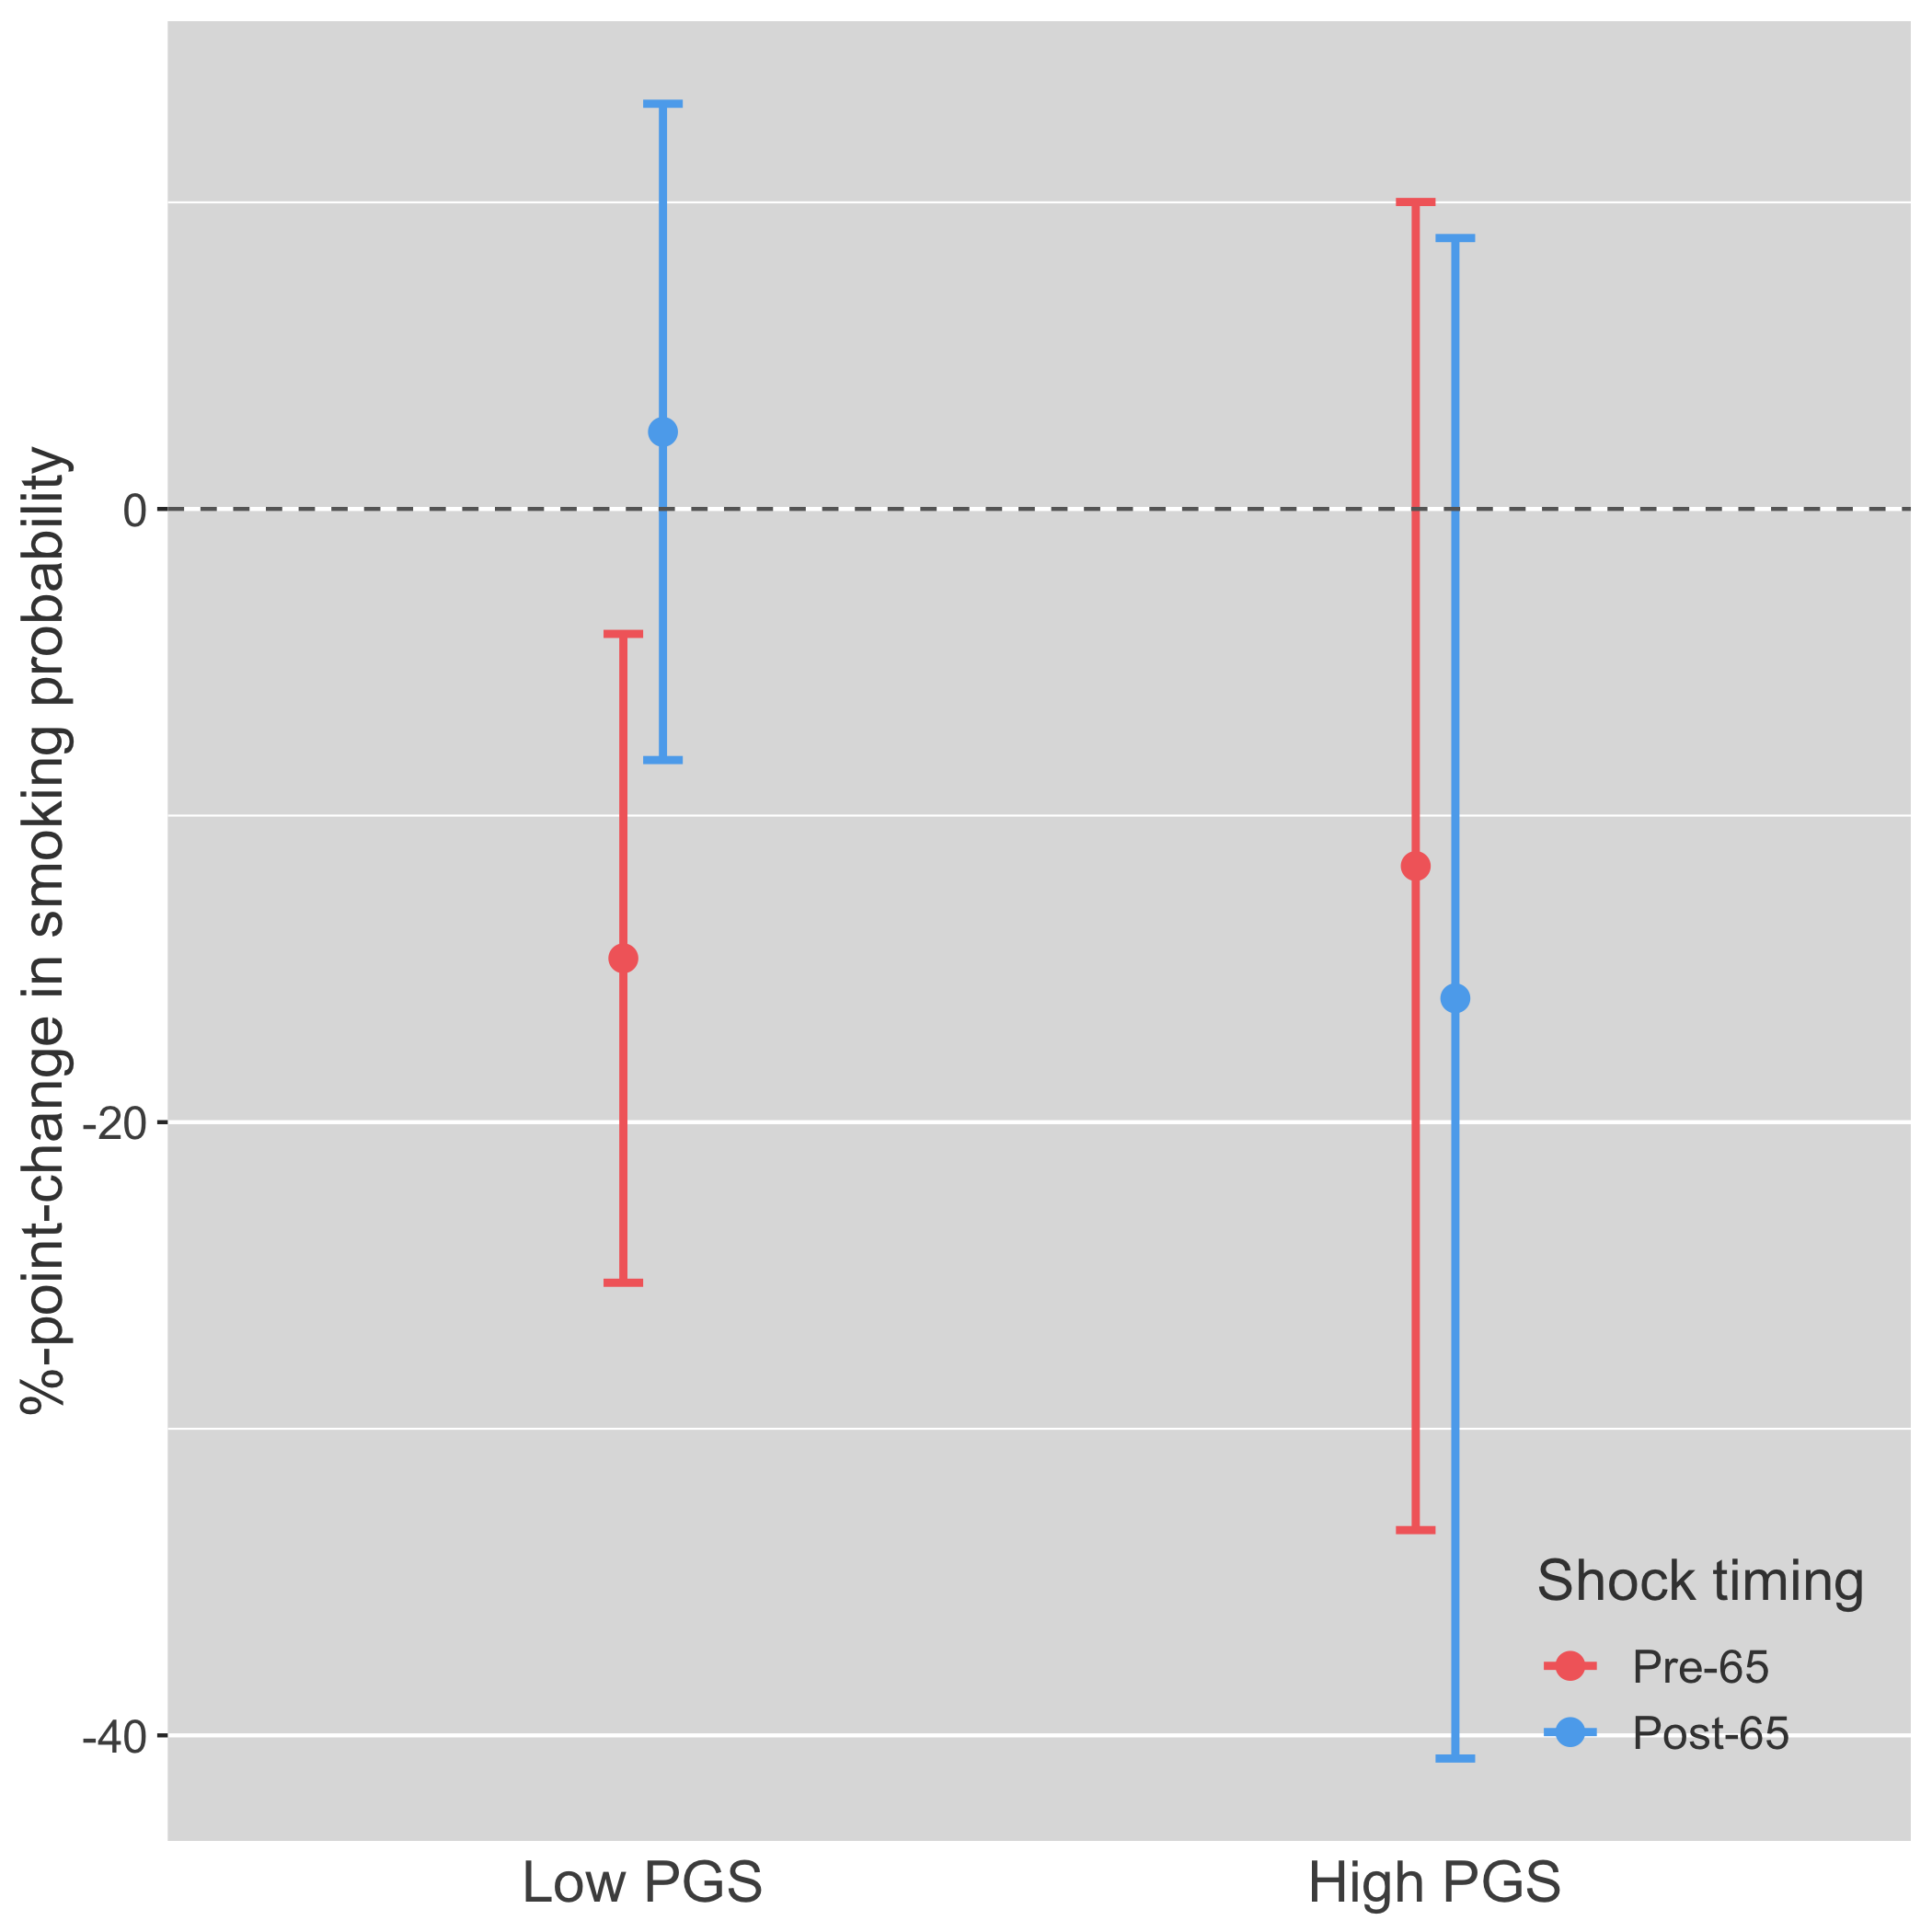 %-point-change in smoking probability
0
-20
-40
Low PGS
High PGS
Shock timing
Pre-65
Post-65